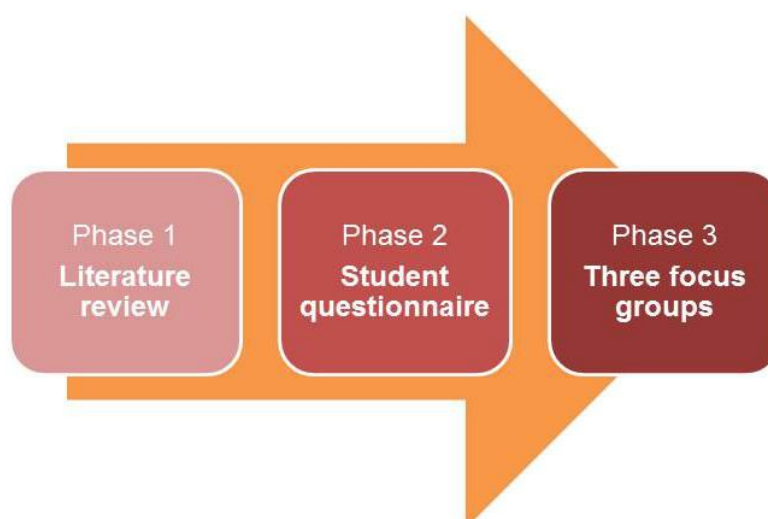 Phase 1
Literature
review
Phase 2
Student
questionnaire
Phase 3
Three focus
groups